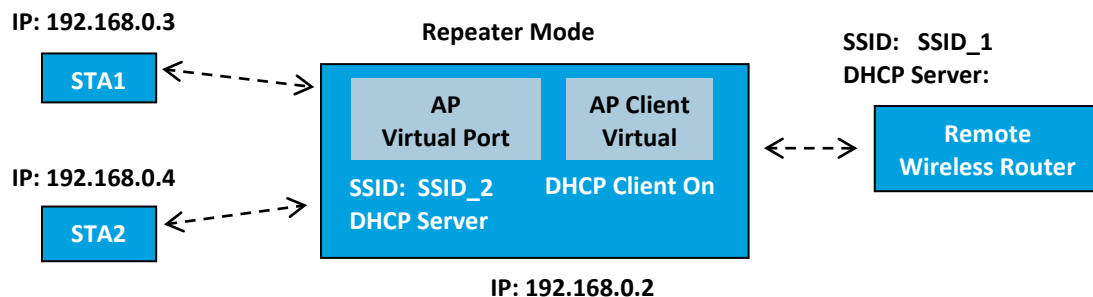 IP: 192.168.0.3
STA1
IP: 192.168.0.4
STA2
Repeater Mode
AP
Virtual Port
AP Client
Virtual
SSID: SSID_2
DHCP Server
DHCP Client On
IP: 192.168.0.2
SSID: SSID_1
DHCP Server:
Remote
Wireless Router